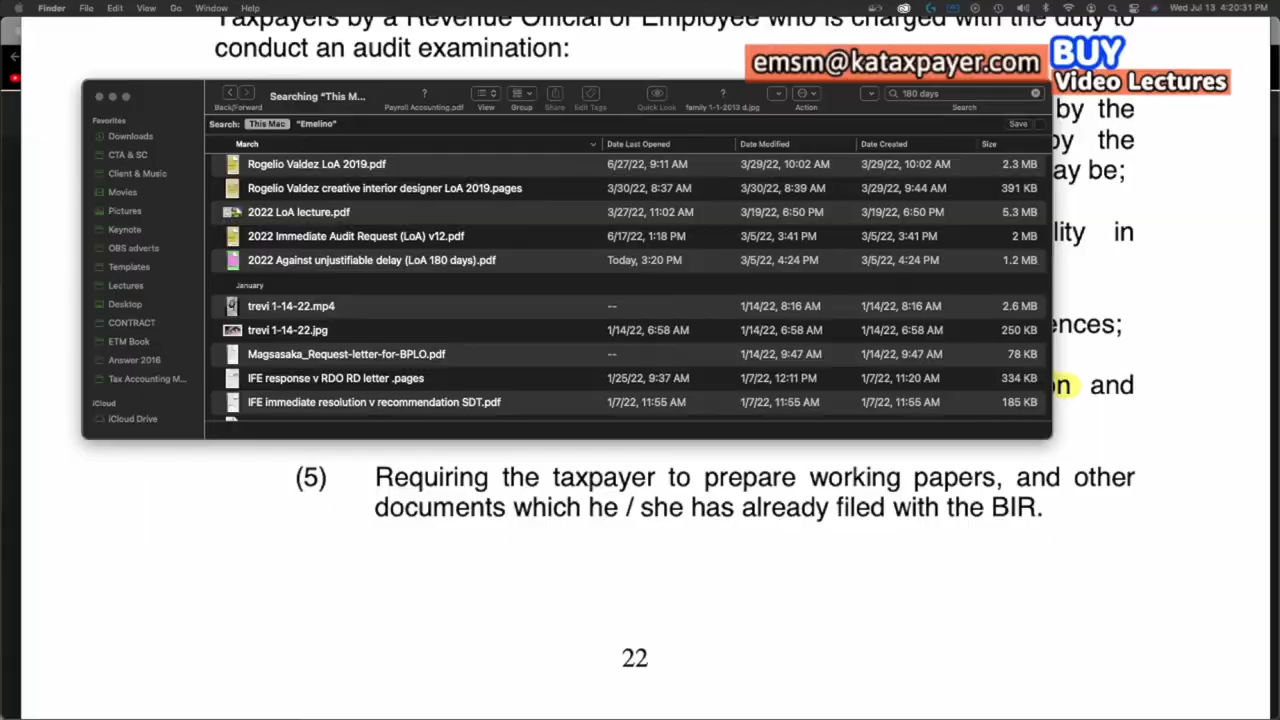 Finder File Edit View Go Window Help Wed Jul 13 4:20:31 PM
Taxpayers by a Revenue Official or Employee who is charged with the duty to
conduct an audit examination:
emsm@kataxpayer.com
BUY
Video Lectures
Searching “This M... Payroll Accounting.pdf family 1-1-2013 d.jpg 180 days
Back/Forward View Group Share Edit Tags Quick Look Action Search
Search: This Mac “Emelino” Save
March Date Last Opened Date Modified Date Created Size
Rogelio Valdez LoA 2019.pdf 6/27/22, 9:11 AM 3/29/22, 10:02 AM 3/29/22, 10:02 AM 2.3 MB
Rogelio Valdez creative interior designer LoA 2019.pages 3/30/22, 8:37 AM 3/30/22, 8:39 AM 3/29/22, 9:44 AM 391 KB
2022 LoA lecture.pdf 3/27/22, 11:02 AM 3/19/22, 6:50 PM 3/19/22, 6:50 PM 5.3 MB
2022 Immediate Audit Request (LoA) v12.pdf 6/17/22, 1:18 PM 3/5/22, 3:41 PM 3/5/22, 3:41 PM 2 MB
2022 Against unjustifiable delay (LoA 180 days).pdf Today, 3:20 PM 3/5/22, 4:24 PM 3/5/22, 4:24 PM 1.2 MB
January
trevi 1-14-22.mp4 -- 1/14/22, 8:16 AM 1/14/22, 8:16 AM 2.6 MB
trevi 1-14-22.jpg 1/14/22, 6:58 AM 1/14/22, 6:58 AM 1/14/22, 6:58 AM 250 KB
Magsasaka_Request-letter-for-BPLO.pdf -- 1/14/22, 9:47 AM 1/14/22, 9:47 AM 78 KB
IFE response v RDO RD letter .pages 1/25/22, 9:37 AM 1/7/22, 12:11 PM 1/7/22, 11:20 AM 334 KB
IFE immediate resolution v recommendation SDT.pdf 1/7/22, 11:55 AM 1/7/22, 11:55 AM 1/7/22, 11:55 AM 185 KB
Favorites
Downloads
CTA & SC
Client & Music
Movies
Pictures
Keynote
OBS adverts
Templates
Lectures
Desktop
CONTRACT
ETM Book
Answer 2016
Tax Accounting M...
iCloud
iCloud Drive
by the
by the
ay be;
lity in
ences;
on and
(5) Requiring the taxpayer to prepare working papers, and other
documents which he / she has already filed with the BIR.
22